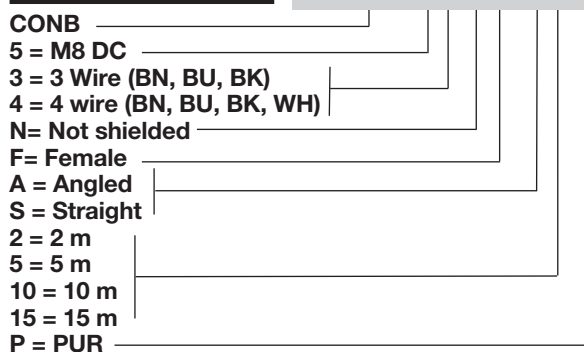 CONB
5 = M8 DC
3 = 3 Wire (BN, BU, BK)
4 = 4 wire (BN, BU, BK, WH)
N= Not shielded
F= Female
A = Angled
S = Straight
2 = 2 m
5 = 5 m
10 = 10 m
15 = 15 m
P = PUR